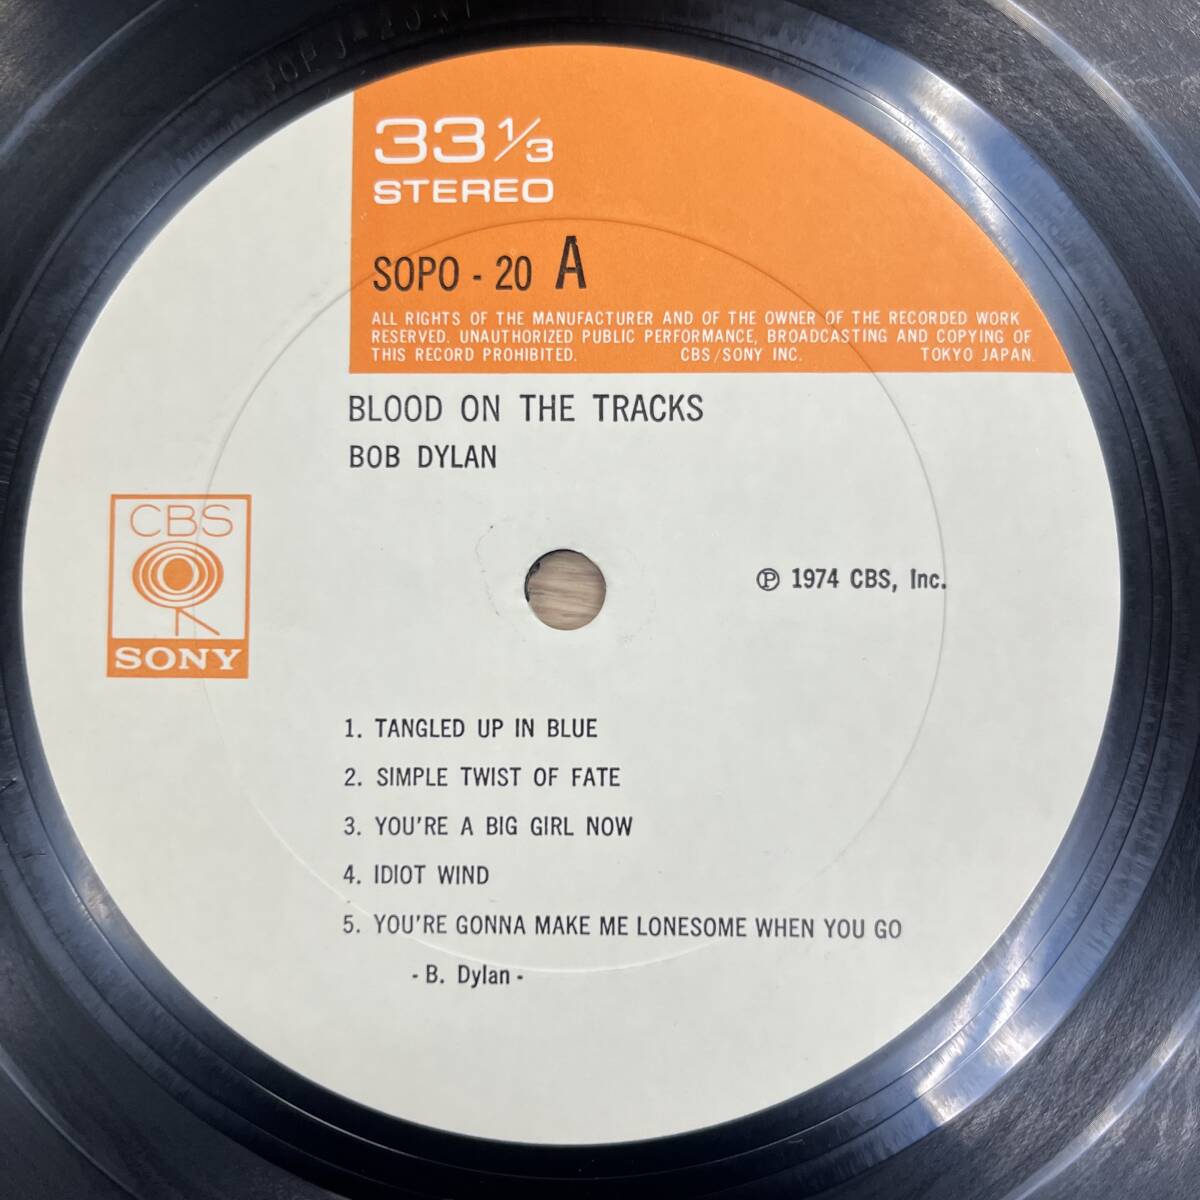 33 1/3
STEREO
SOPO - 20 A
ALL RIGHTS OF THE MANUFACTURER AND OF THE OWNER OF THE RECORDED WORK
RESERVED. UNAUTHORIZED PUBLIC PERFORMANCE, BROADCASTING AND COPYING OF
THIS RECORD PROHIBITED. CBS/SONY INC. TOKYO JAPAN.
BLOOD ON THE TRACKS
BOB DYLAN
CBS
SONY
℗ 1974 CBS, Inc.
1. TANGLED UP IN BLUE
2. SIMPLE TWIST OF FATE
3. YOU'RE A BIG GIRL NOW
4. IDIOT WIND
5. YOU'RE GONNA MAKE ME LONESOME WHEN YOU GO
- B. Dylan -